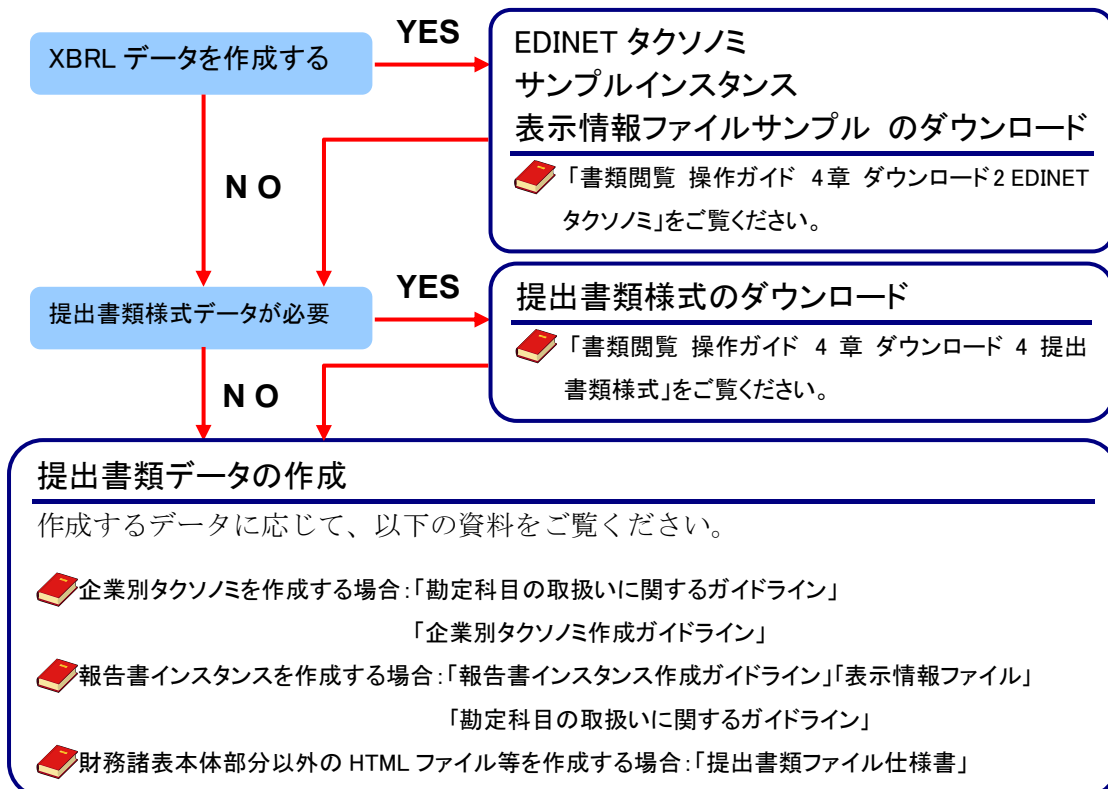 XBRL データを作成する
YES
EDINET タクソノミ
サンプルインスタンス
表示情報ファイルサンプル のダウンロード
「書類閲覧 操作ガイド 4章 ダウンロード2 EDINET
タクソノミ」をご覧ください。
N O
提出書類様式データが必要
YES
提出書類様式のダウンロード
「書類閲覧 操作ガイド 4 章 ダウンロード 4 提出
書類様式」をご覧ください。
N O
提出書類データの作成
作成するデータに応じて、以下の資料をご覧ください。
企業別タクソノミを作成する場合:「勘定科目の取扱いに関するガイドライン」
「企業別タクソノミ作成ガイドライン」
報告書インスタンスを作成する場合:「報告書インスタンス作成ガイドライン」「表示情報ファイル」
「勘定科目の取扱いに関するガイドライン」
財務諸表本体部分以外の HTML ファイル等を作成する場合:「提出書類ファイル仕様書」